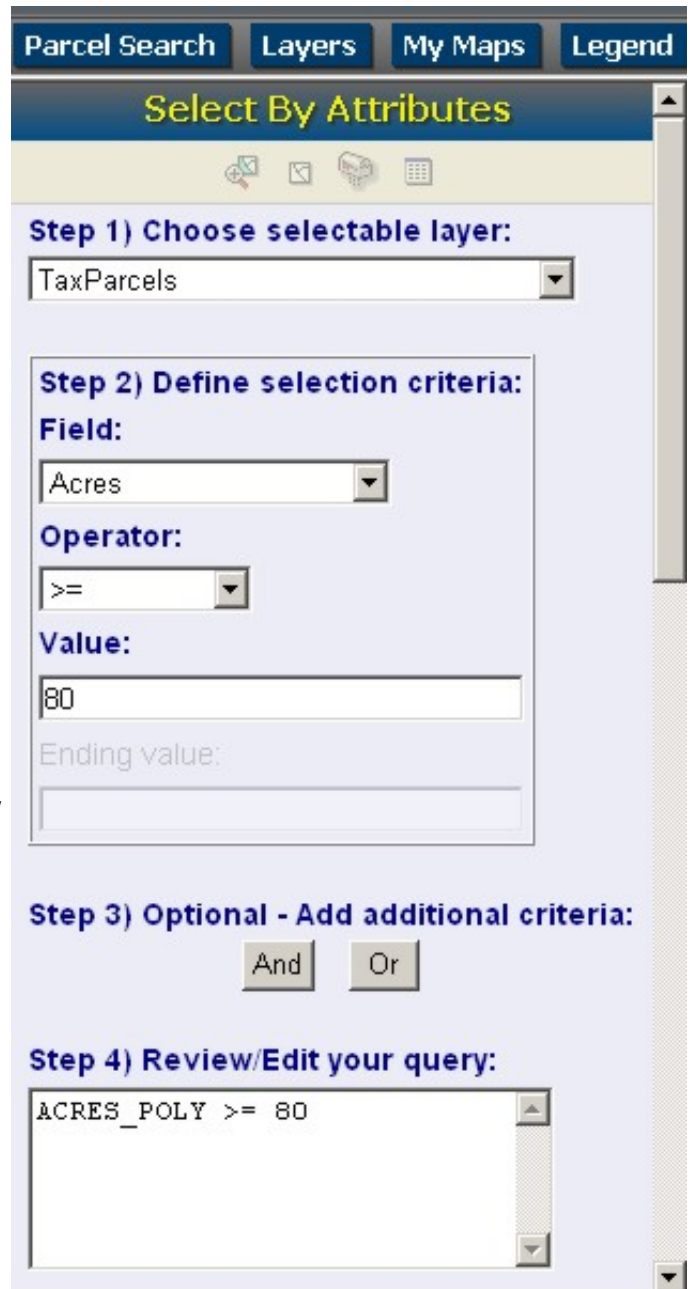 Parcel Search Layers My Maps Legend
Select By Attributes
Step 1) Choose selectable layer:
TaxParcels
Step 2) Define selection criteria:
Field:
Acres
Operator:
>=
Value:
80
Ending value:
Step 3) Optional - Add additional criteria:
And Or
Step 4) Review/Edit your query:
ACRES_POLY >= 80